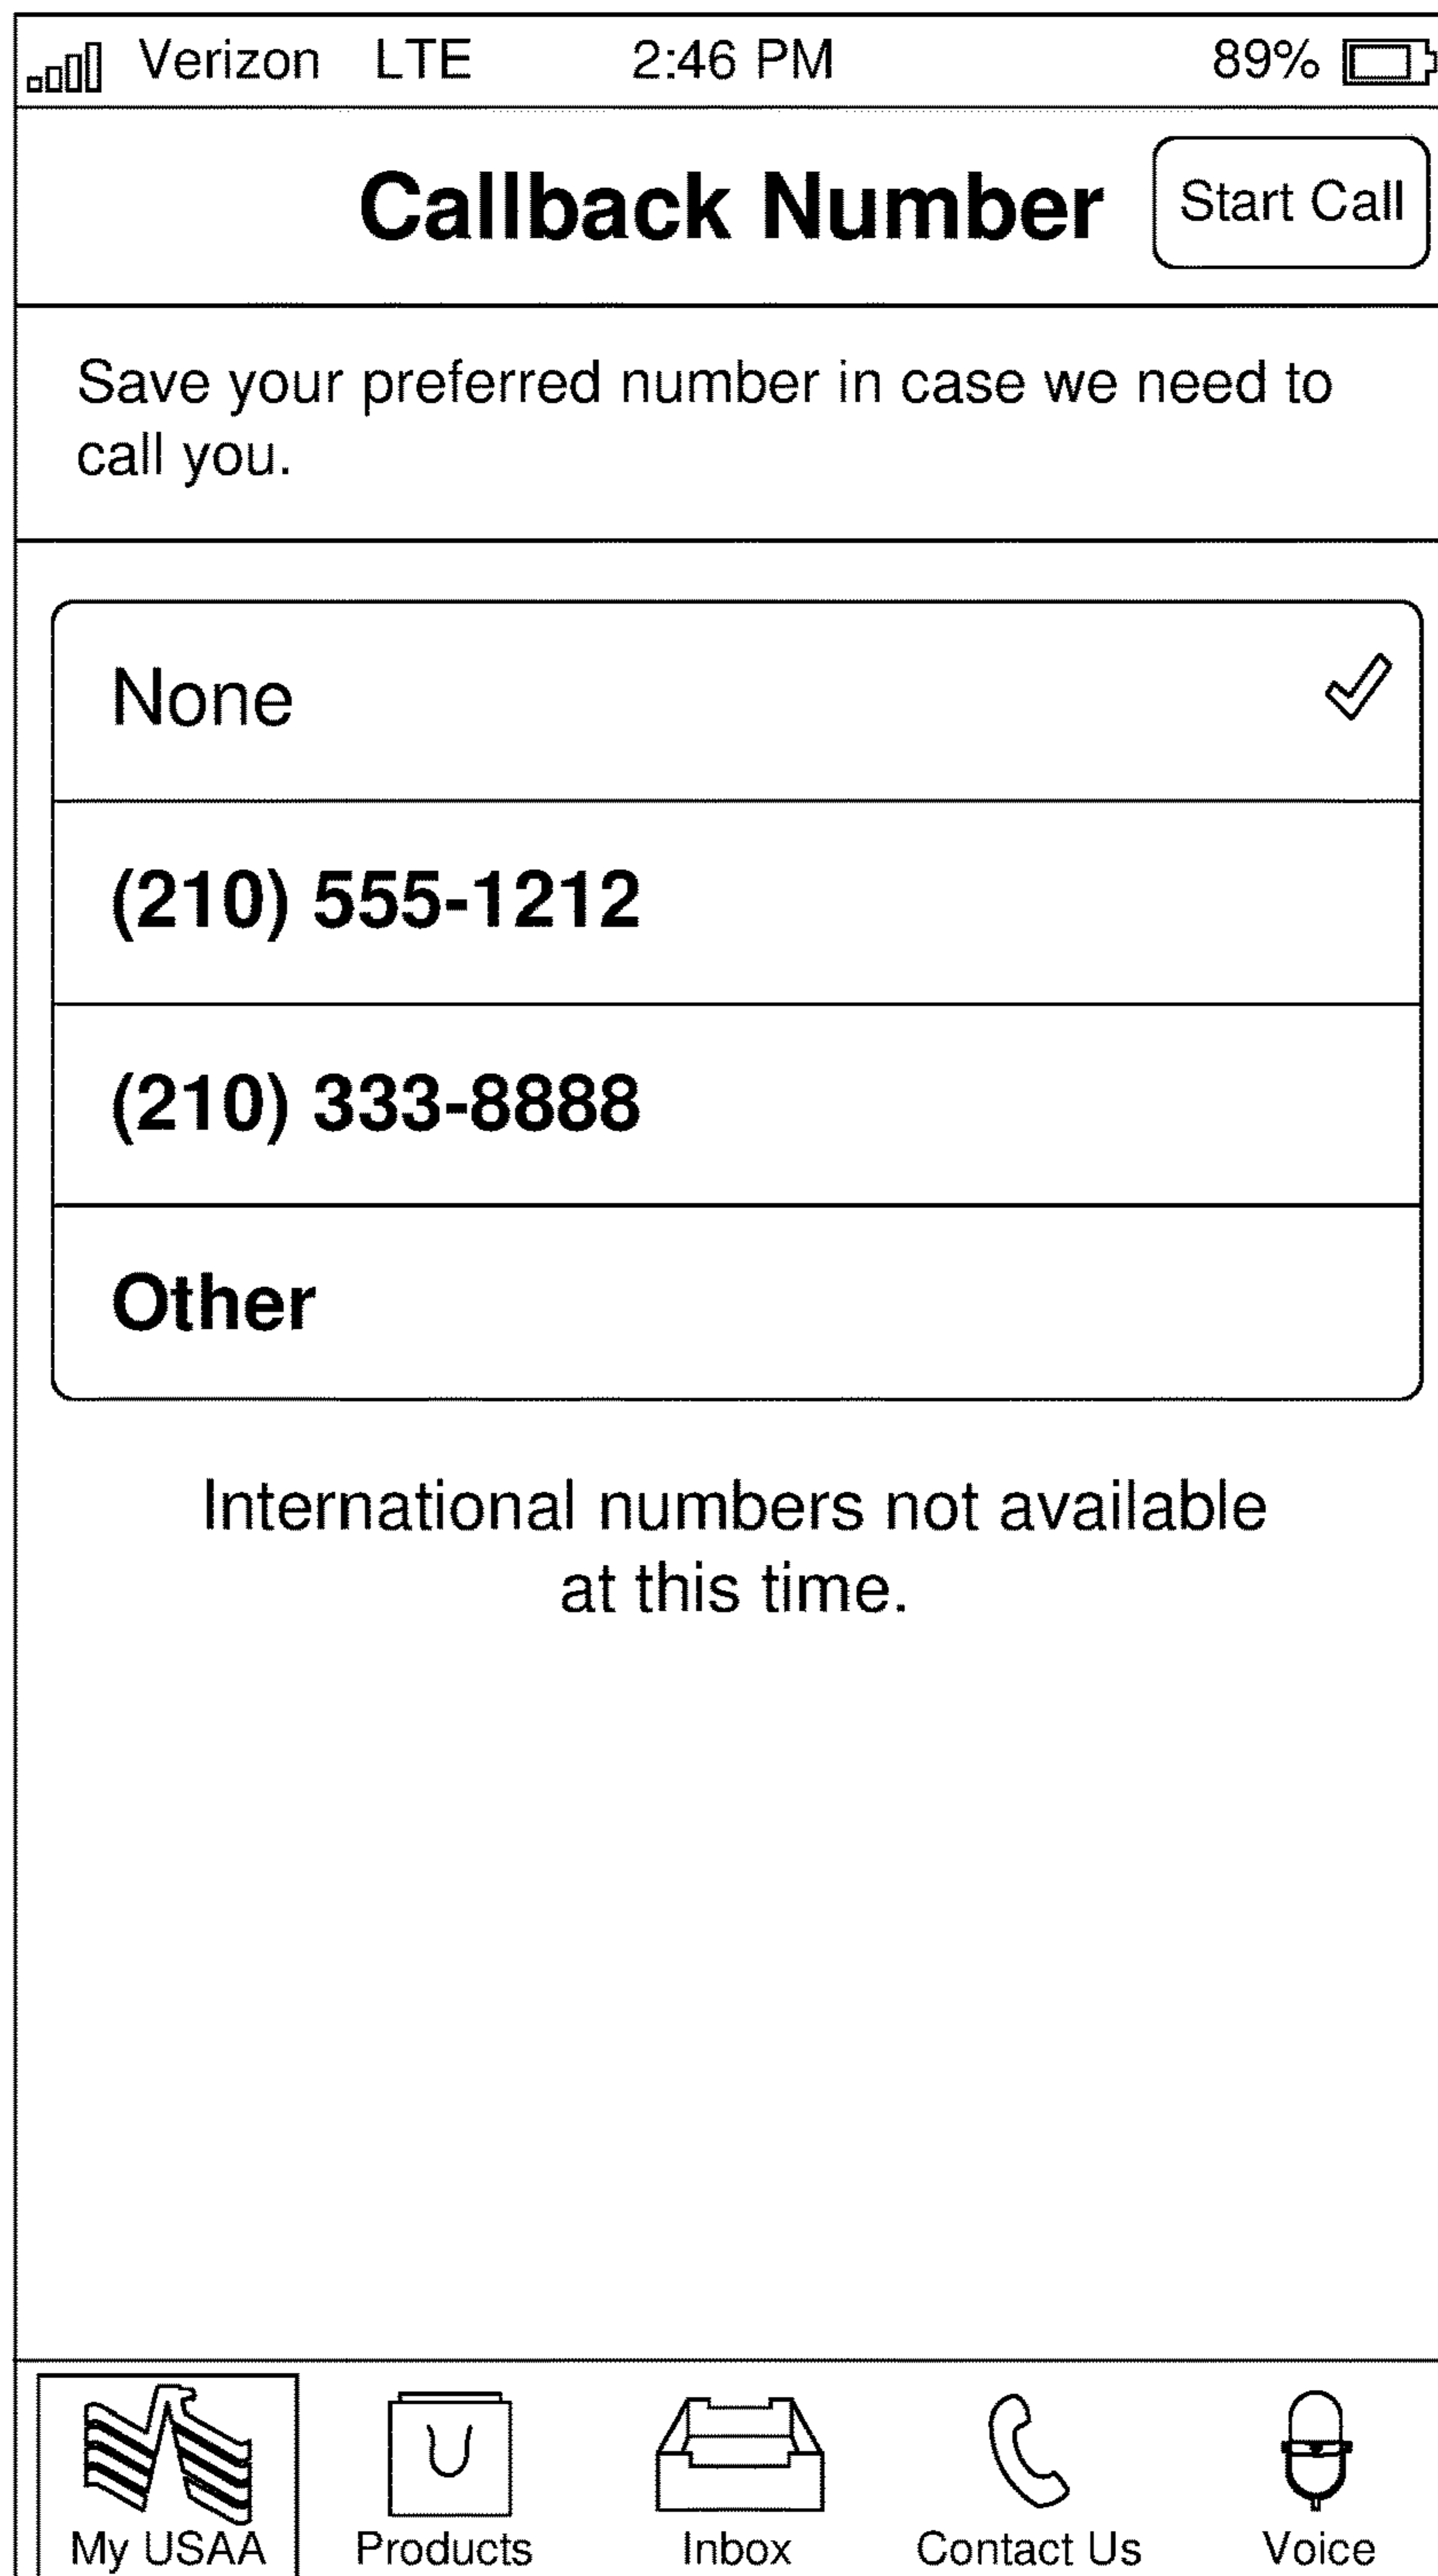 Verizon LTE 2:46 PM 89%
Callback Number Start Call
Save your preferred number in case we need to
call you.
None
(210) 555-1212
(210) 333-8888
Other
International numbers not available
at this time.
My USAA Products Inbox Contact Us Voice